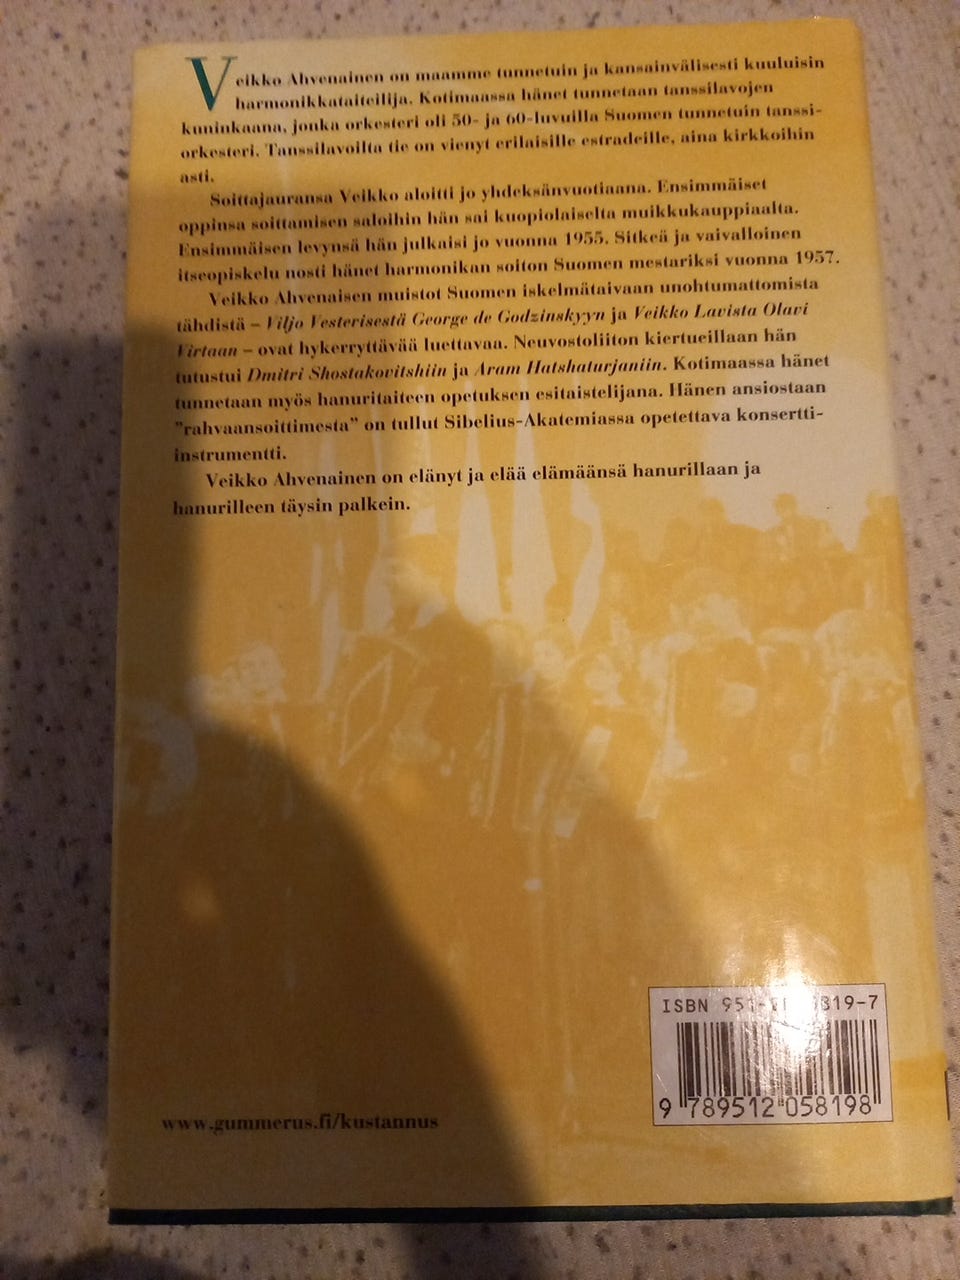 Veikko Ahvenainen on maamme tunnetuin ja kansainvälisesti kuuluisin
harmonikkataiteilija. Kotimaassa hänet tunnetaan tanssilavojen
kuninkaana, jonka orkesteri oli 50- ja 60-luvuilla Suomen tunnetuin tanssi-
orkesteri. Tanssilavoilta tie on vienyt erilaisille estradeille, aina kirkkoihin
asti.
Soittajauransa Veikko aloitti jo yhdeksänvuotiaana. Ensimmäiset
oppinsa soittamisen saloihin hän sai kuopiolaiselta muikkukauppiaalta.
Ensimmäisen levynsä hän julkaisi jo vuonna 1955. Sitkeä ja vaivalloinen
itseopiskelu nosti hänet harmonikan soiton Suomen mestariksi vuonna 1957.
Veikko Ahvenaisen muistot Suomen iskelmätaivaan unohtumattomista
tähdistä – Viljo Vesterisestä George de Godzinskyyn ja Veikko Lavista Olavi
Virtaan – ovat hykerryttävää luettavaa. Neuvostoliiton kiertueillaan hän
tutustui Dmitri Shostakovitshiin ja Aram Hatshaturjaniin. Kotimaassa hänet
tunnetaan myös hanuritaiteen opetuksen esitaistelijana. Hänen ansiostaan
"rahvaansoittimesta" on tullut Sibelius-Akatemiassa opetettava konsertti-
instrumentti.
Veikko Ahvenainen on elänyt ja elää elämäänsä hanurillaan ja
hanurilleen täysin palkein.
ISBN 951-
9 789512 058198
www.gummerus.fi/kustannus